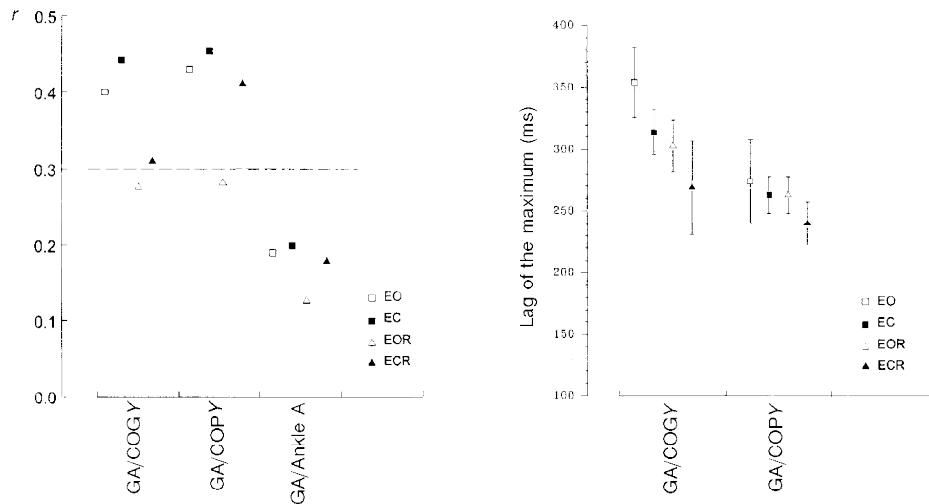 r
0.5
0.4
0.3
0.2
0.1
0.0
EO
EC
EOR
ECR
GA/COGY
GA/COPY
GA/Ankle A
Lag of the maximum (ms)
400
350
300
250
200
150
100
EO
EC
EOR
ECR
GA/COGY
GA/COPY